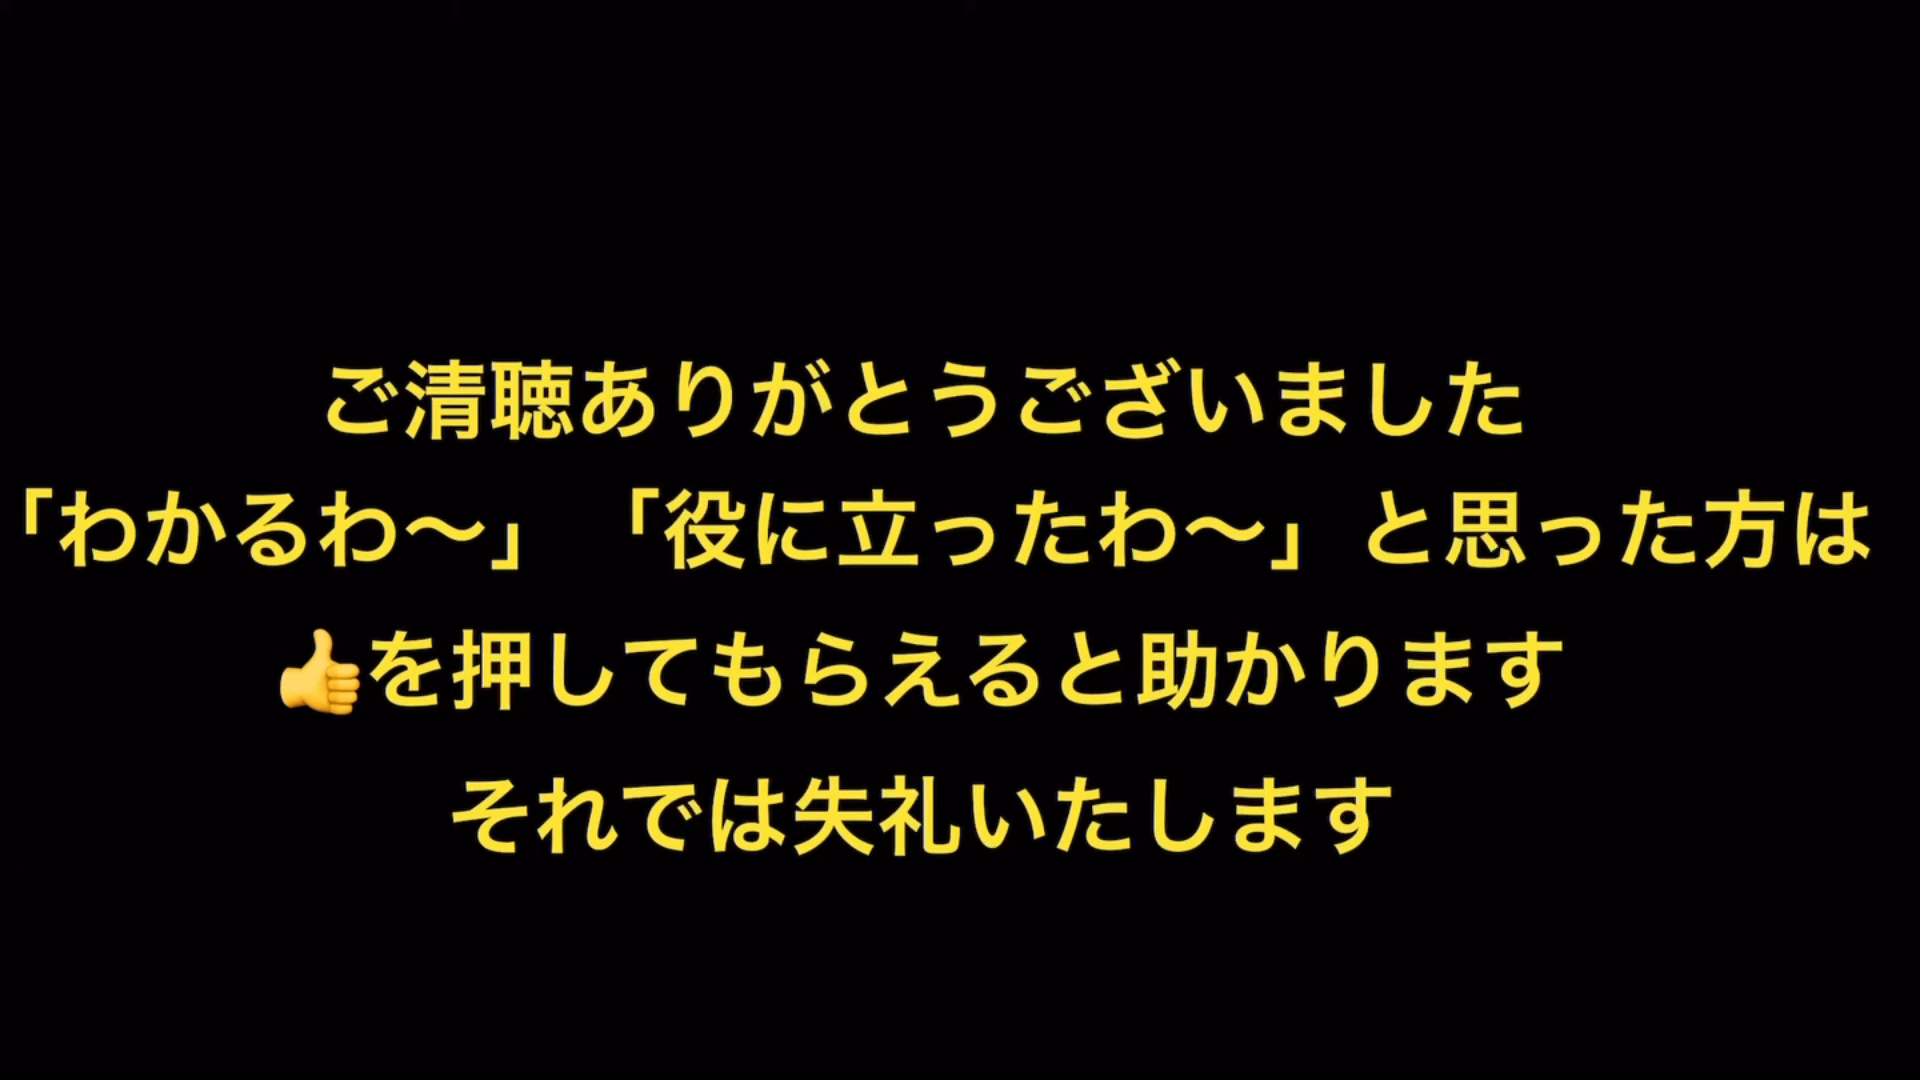 ご清聴ありがとうございました
「わかるわ〜」「役に立ったわ〜」と思った方は
👍を押してもらえると助かります
それでは失礼いたします